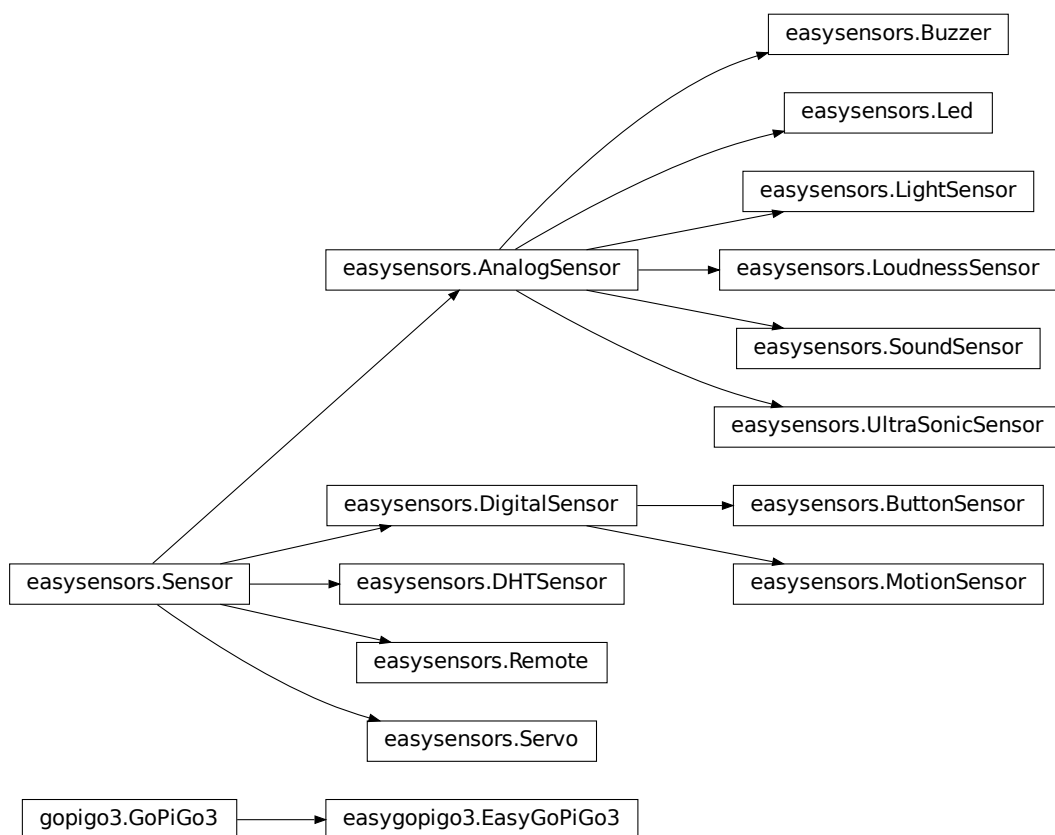 easysensors.Buzzer
easysensors.Led
easysensors.LightSensor
easysensors.AnalogSensor
easysensors.LoudnessSensor
easysensors.SoundSensor
easysensors.UltraSonicSensor
easysensors.DigitalSensor
easysensors.ButtonSensor
easysensors.Sensor
easysensors.DHTSensor
easysensors.MotionSensor
easysensors.Remote
easysensors.Servo
gopigo3.GoPiGo3
easygopigo3.EasyGoPiGo3